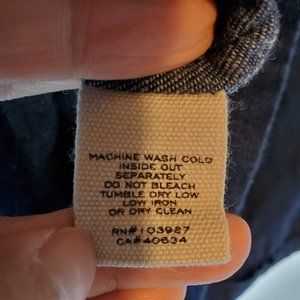 MACHINE WASH COLD
INSIDE OUT
SEPARATELY
DO NOT BLEACH
TUMBLE DRY LOW
LOW IRON
OR DRY CLEAN
RN#103927
CA#40634